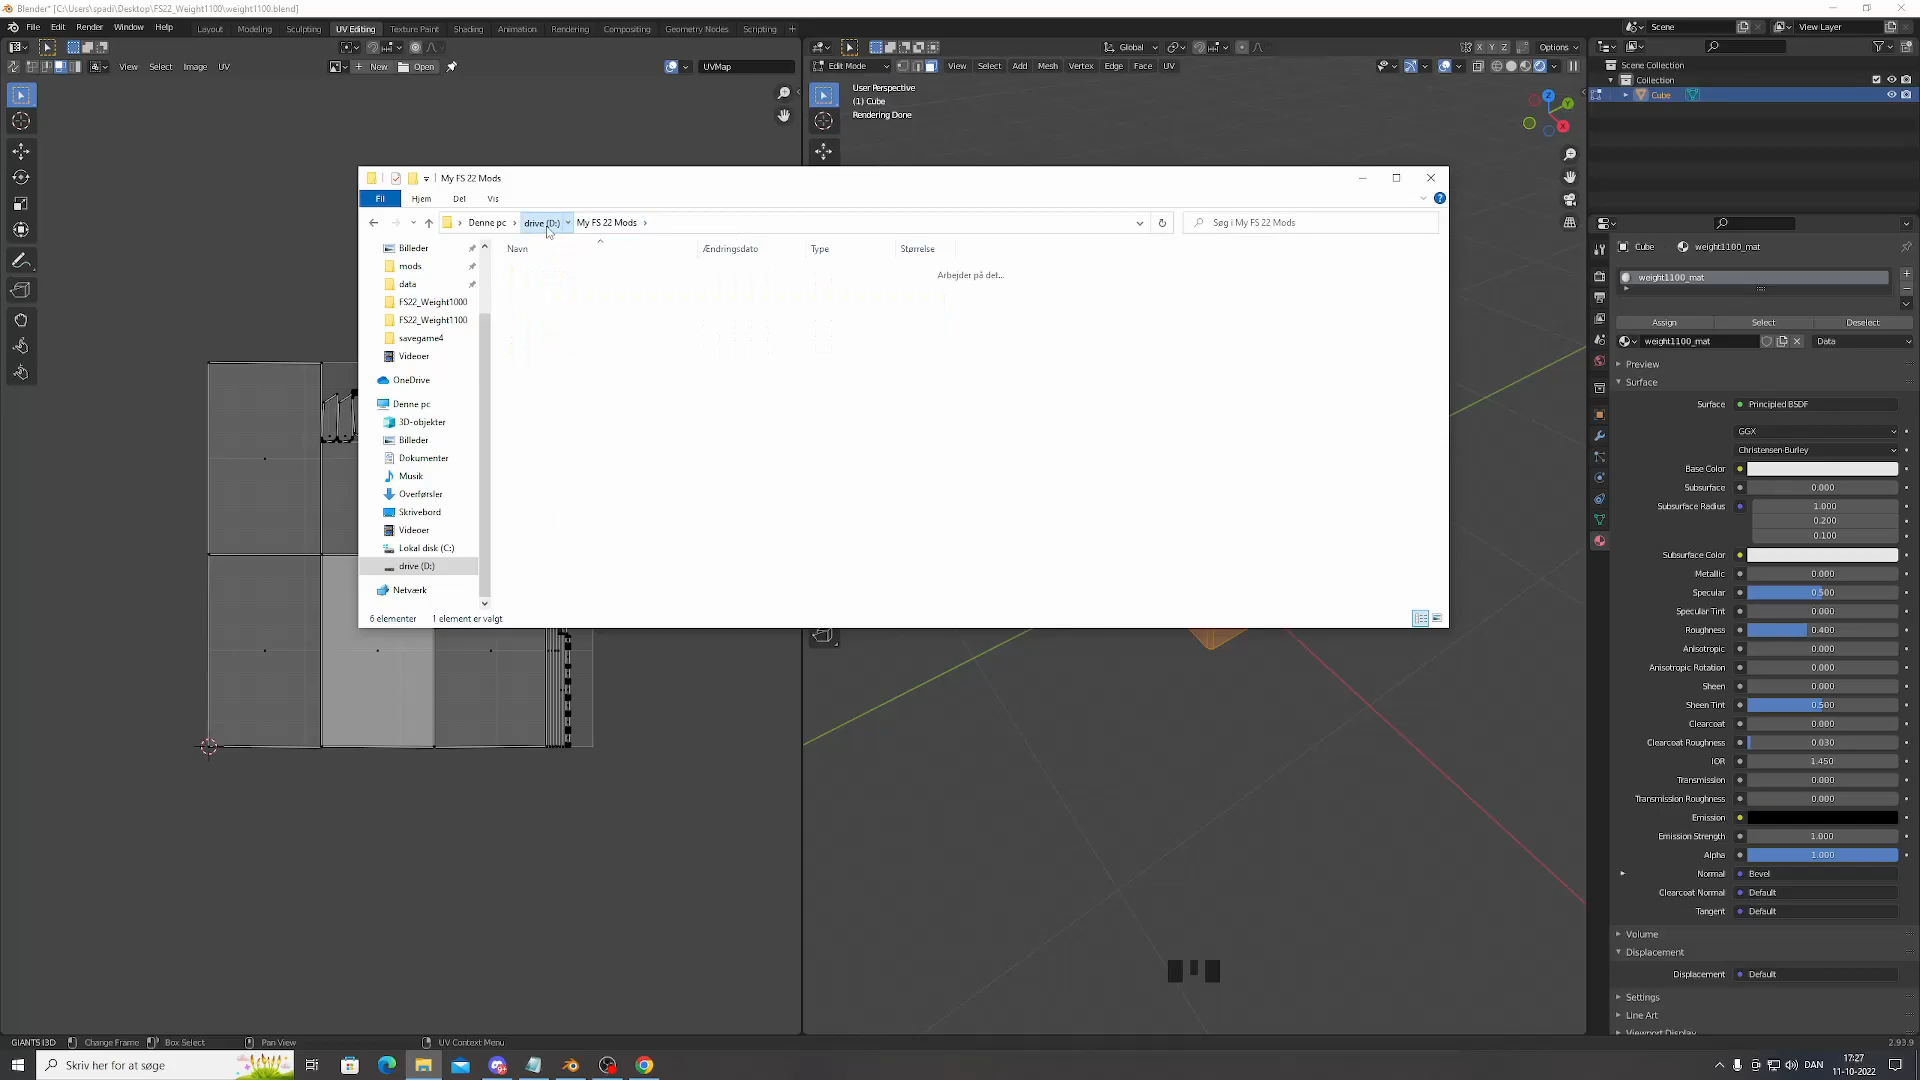 Blender* [C:\Users\spadi\Desktop\FS22_Weight1100\weight1100.blend]
File Edit Render Window Help Layout Modeling Sculpting UV Editing Texture Paint Shading Animation Rendering Compositing Geometry Nodes Scripting + Scene View Layer
Global Options
View Select Image UV New Open UVMap Edit Mode View Select Add Mesh Vertex Edge Face UV
Scene Collection
Collection
Cube
User Perspective
(1) Cube
Rendering Done
Z Y X
My FS 22 Mods
Fil Hjem Del Vis
Denne pc drive (D:) My FS 22 Mods Søg i My FS 22 Mods
Navn Ændringsdato Type Størrelse
Arbejder på det...
Billeder
mods
data
FS22_Weight1000
FS22_Weight1100
savegame4
Videoer
OneDrive
Denne pc
3D-objekter
Billeder
Dokumenter
Musik
Overførsler
Skrivebord
Videoer
Lokal disk (C:)
drive (D:)
Netværk
6 elementer 1 element er valgt
Cube weight1100_mat
weight1100_mat
Assign Select Deselect
weight1100_mat Data
Preview
Surface
Surface Principled BSDF
GGX
Christensen-Burley
Base Color
Subsurface 0.000
Subsurface Radius 1.000
0.200
0.100
Subsurface Color
Metallic 0.000
Specular 0.500
Specular Tint 0.000
Roughness 0.400
Anisotropic 0.000
Anisotropic Rotation 0.000
Sheen 0.000
Sheen Tint 0.500
Clearcoat 0.000
Clearcoat Roughness 0.030
IOR 1.450
Transmission 0.000
Transmission Roughness 0.000
Emission
Emission Strength 1.000
Alpha 1.000
Normal Bevel
Clearcoat Normal Default
Tangent Default
Volume
Displacement
Displacement Default
Settings
Line Art
Viewport Display
GIANTS I3D Change Frame Box Select Pan View UV Context Menu 2.93.9
Skriv her for at søge DAN 17:27
11-10-2022